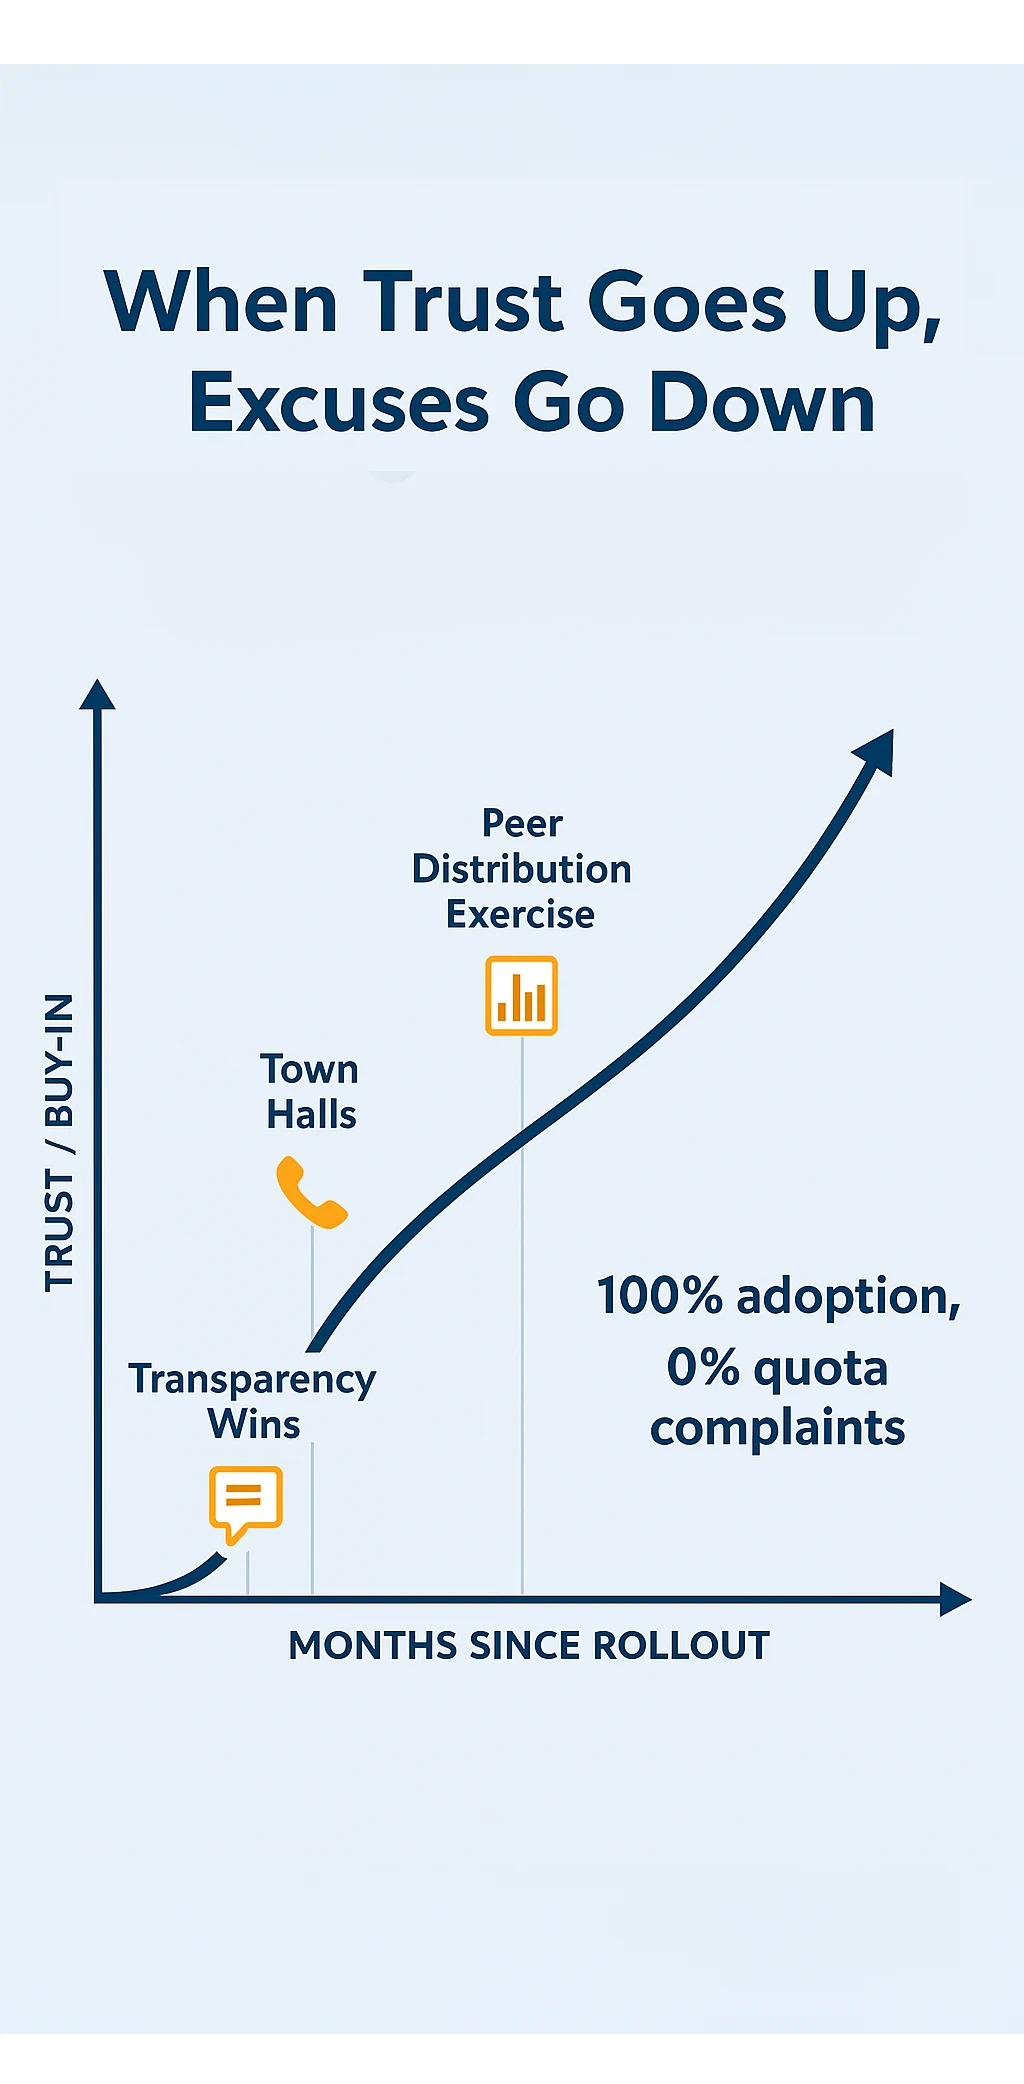 When Trust Goes Up,
Excuses Go Down
Peer
Distribution
Exercise
Town
Halls
TRUST / BUY-IN
100% adoption,
0% quota
complaints
Transparency
Wins
MONTHS SINCE ROLLOUT